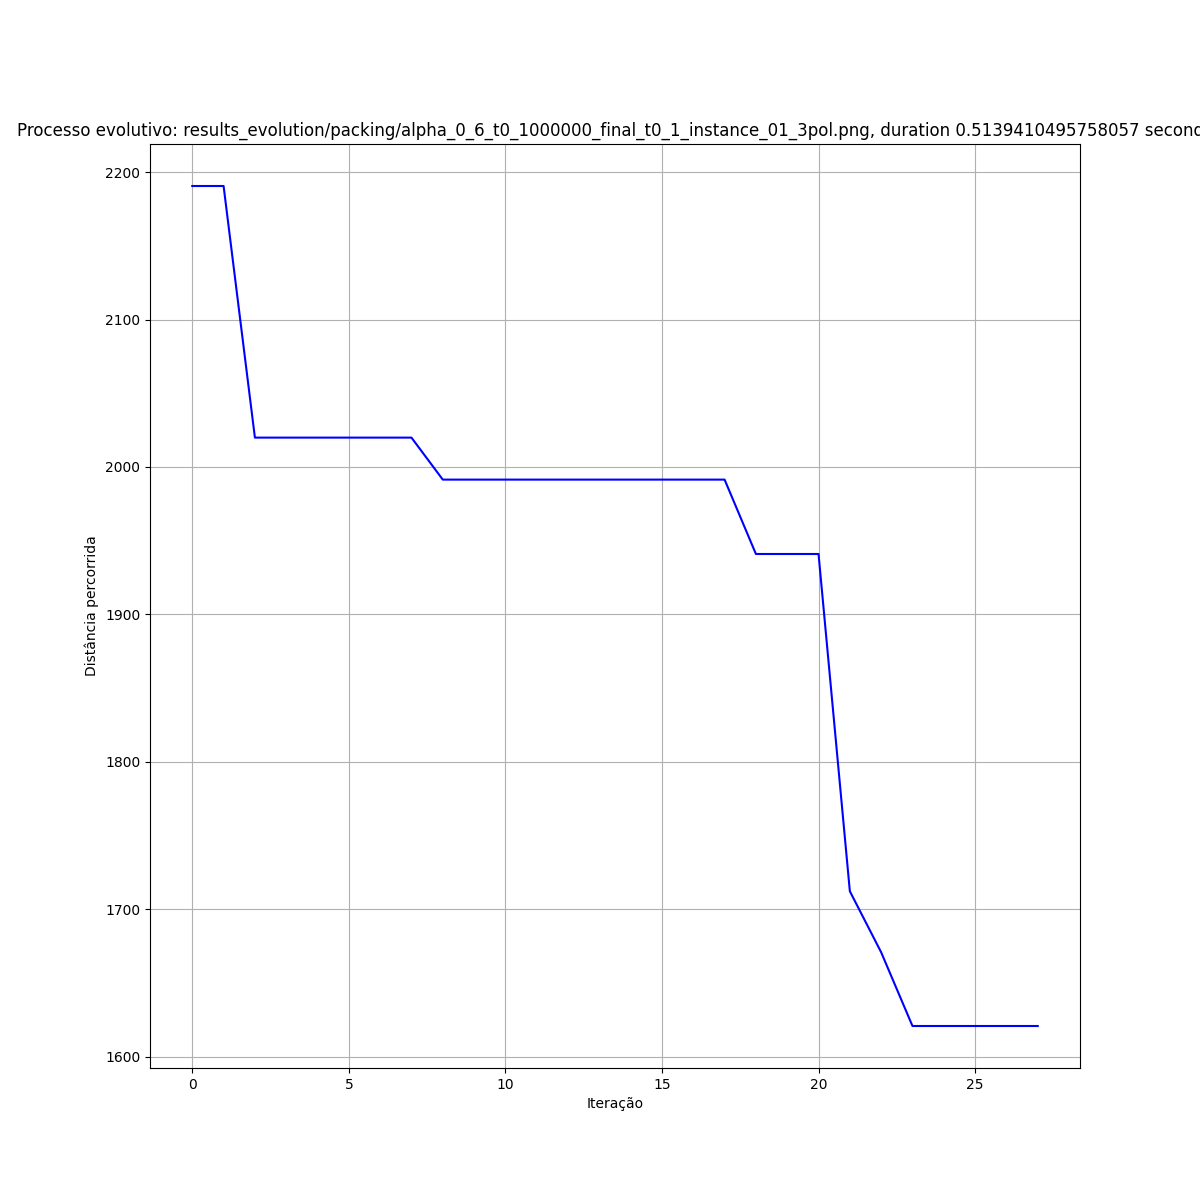 Processo evolutivo: results_evolution/packing/alpha_0_6_t0_1000000_final_t0_1_instance_01_3pol.png, duration 0.5139410495758057 second
2200
2100
2000
1900
1800
1700
1600
Distância percorrida
0 5 10 15 20 25
Iteração